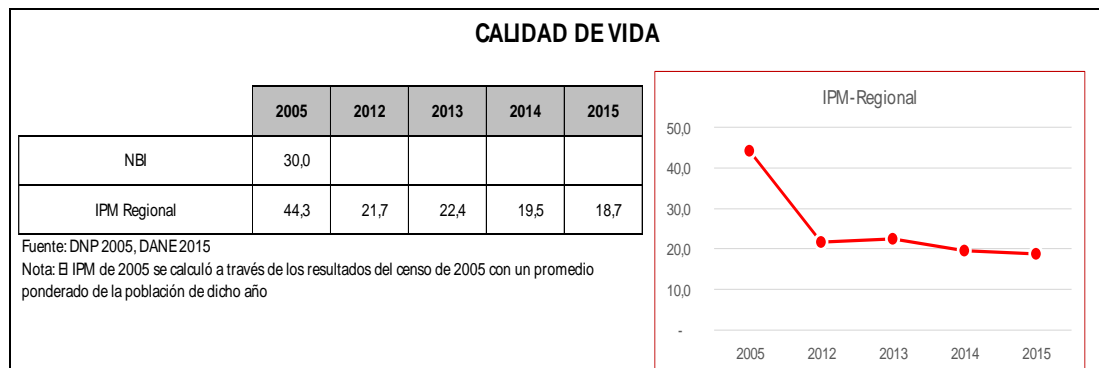 CALIDAD DE VIDA
2005 2012 2013 2014 2015
NBI 30,0
IPM Regional 44,3 21,7 22,4 19,5 18,7
Fuente: DNP 2005, DANE 2015
Nota: El IPM de 2005 se calculó a través de los resultados del censo de 2005 con un promedio
ponderado de la población de dicho año
IPM-Regional
50,0
40,0
30,0
20,0
10,0
-
2005 2012 2013 2014 2015